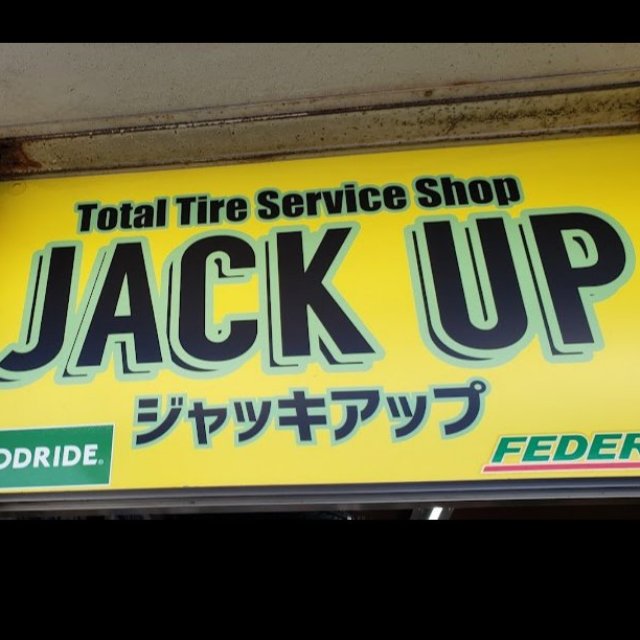 Total Tire Service Shop
JACK UP
ジャッキアップ
ODRIDE®
FEDER